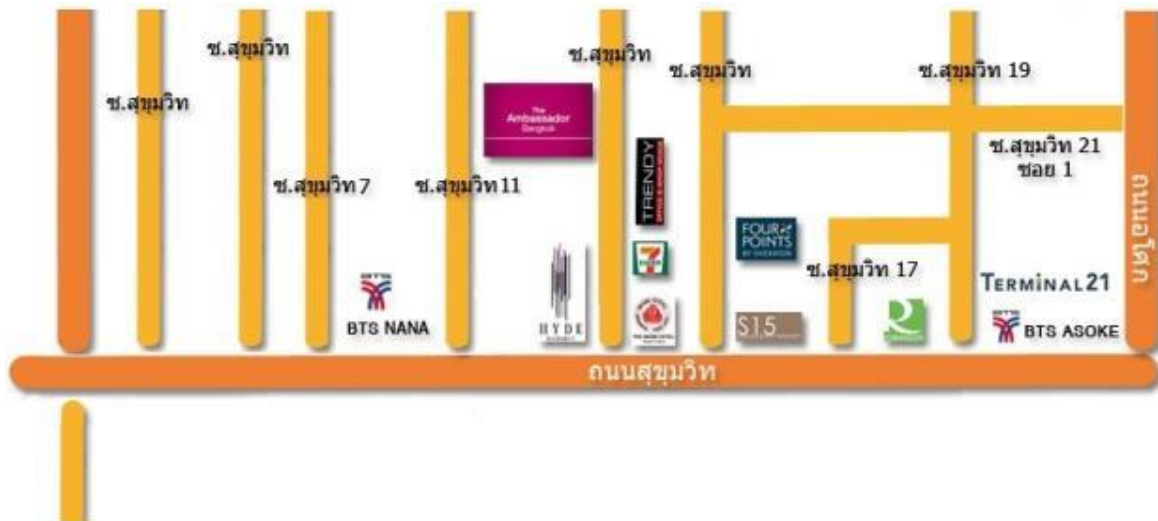 ซ.สุขุมวิท
ซ.สุขุมวิท
ซ.สุขุมวิท
ซ.สุขุมวิท
ซ.สุขุมวิท 19
The
Ambassador
Bangkok
ซ.สุขุมวิท 21
ซอย 1
ซ.สุขุมวิท 7
ซ.สุขุมวิท 11
TRENDY
ถนนอโศก
FOUR POINTS
BY SHERATON
7
ELEVEN
ซ.สุขุมวิท 17
TERMINAL21
BTS
BTS NANA
HYDE
S15
BTS
BTS ASOKE
ถนนสุขุมวิท